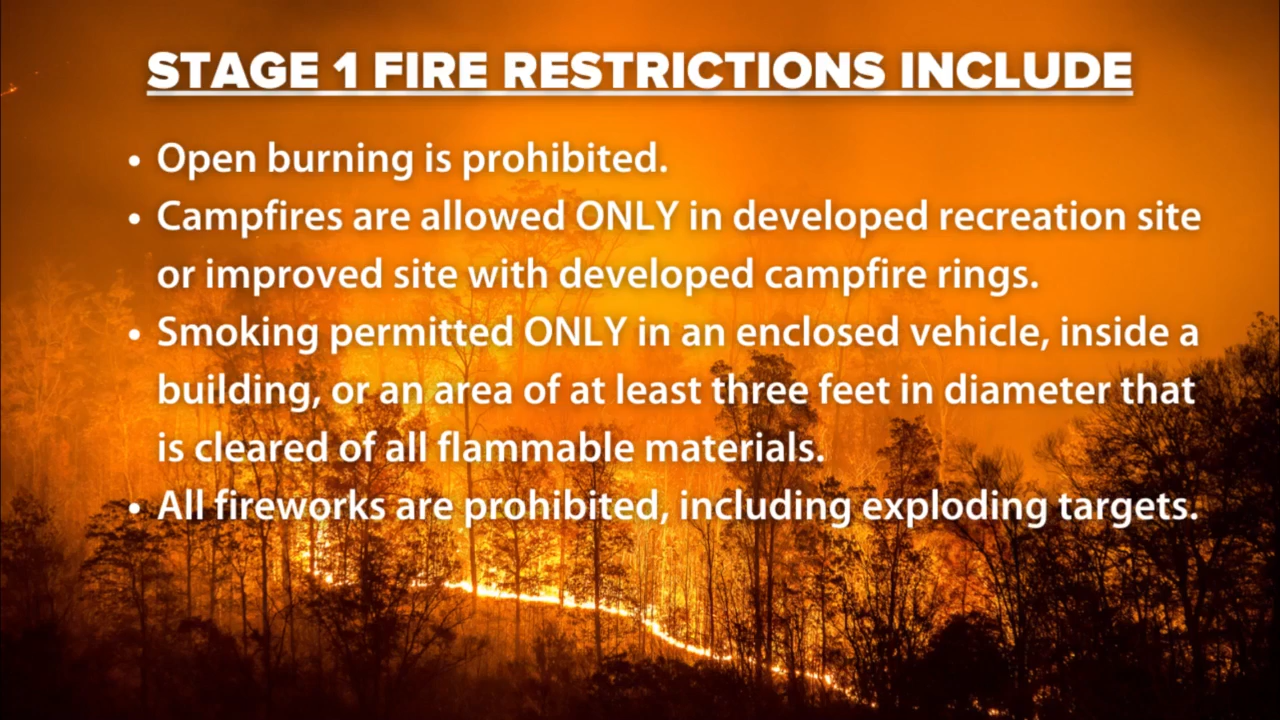 STAGE 1 FIRE RESTRICTIONS INCLUDE
• Open burning is prohibited.
• Campfires are allowed ONLY in developed recreation site
or improved site with developed campfire rings.
• Smoking permitted ONLY in an enclosed vehicle, inside a
building, or an area of at least three feet in diameter that
is cleared of all flammable materials.
• All fireworks are prohibited, including exploding targets.